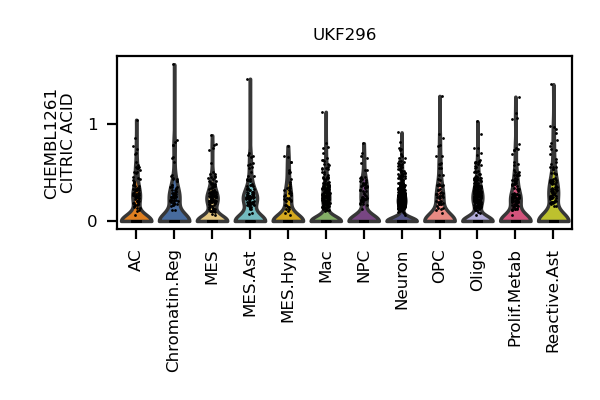 UKF296
CHEMBL1261
CITRIC ACID
1
0
AC
Chromatin.Reg
MES
MES.Ast
MES.Hyp
Mac
NPC
Neuron
OPC
Oligo
Prolif.Metab
Reactive.Ast